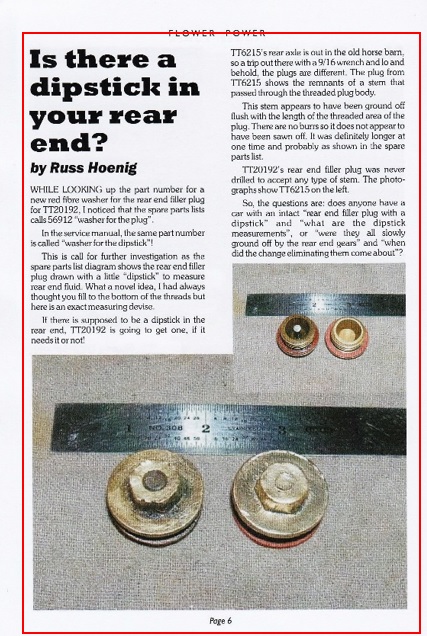 FLOWER POWER
Is there a
dipstick in
your rear
end?
by Russ Hoenig
WHILE LOOKING up the part number for a
new red fibre washer for the rear end filler plug
for TT20192, I noticed that the spare parts lists
calls 56912 "washer for the plug".
In the service manual, the same part number
is called "washer for the dipstick"!
This is call for further investigation as the
spare parts list diagram shows the rear end filler
plug drawn with a little "dipstick" to measure
rear end fluid. What a novel idea, I had always
thought you fill to the bottom of the threads but
here is an exact measuring devise.
If there is supposed to be a dipstick in the
rear end, TT20192 is going to get one, if it
needs it or not!
TT6215's rear axle is out in the old horse barn,
so a trip out there with a 9/16 wrench and lo and
behold, the plugs are different. The plug from
TT6215 shows the remnants of a stem that
passed through the threaded plug body.
This stem appears to have been ground off
flush with the length of the threaded area of the
plug. There are no burrs so it does not appear to
have been sawn off. It was definitely longer at
one time and probably as shown in the spare
parts list.
TT20192's rear end filler plug was never
drilled to accept any type of stem. The photo-
graphs show TT6215 on the left.
So, the questions are: does anyone have a
car with an intact "rear end filler plug with a
dipstick" and "what are the dipstick
measurements", or "were they all slowly
ground off by the rear end gears" and "when
did the change eliminating them come about"?
2
1 NO.308 2 3
Page 6